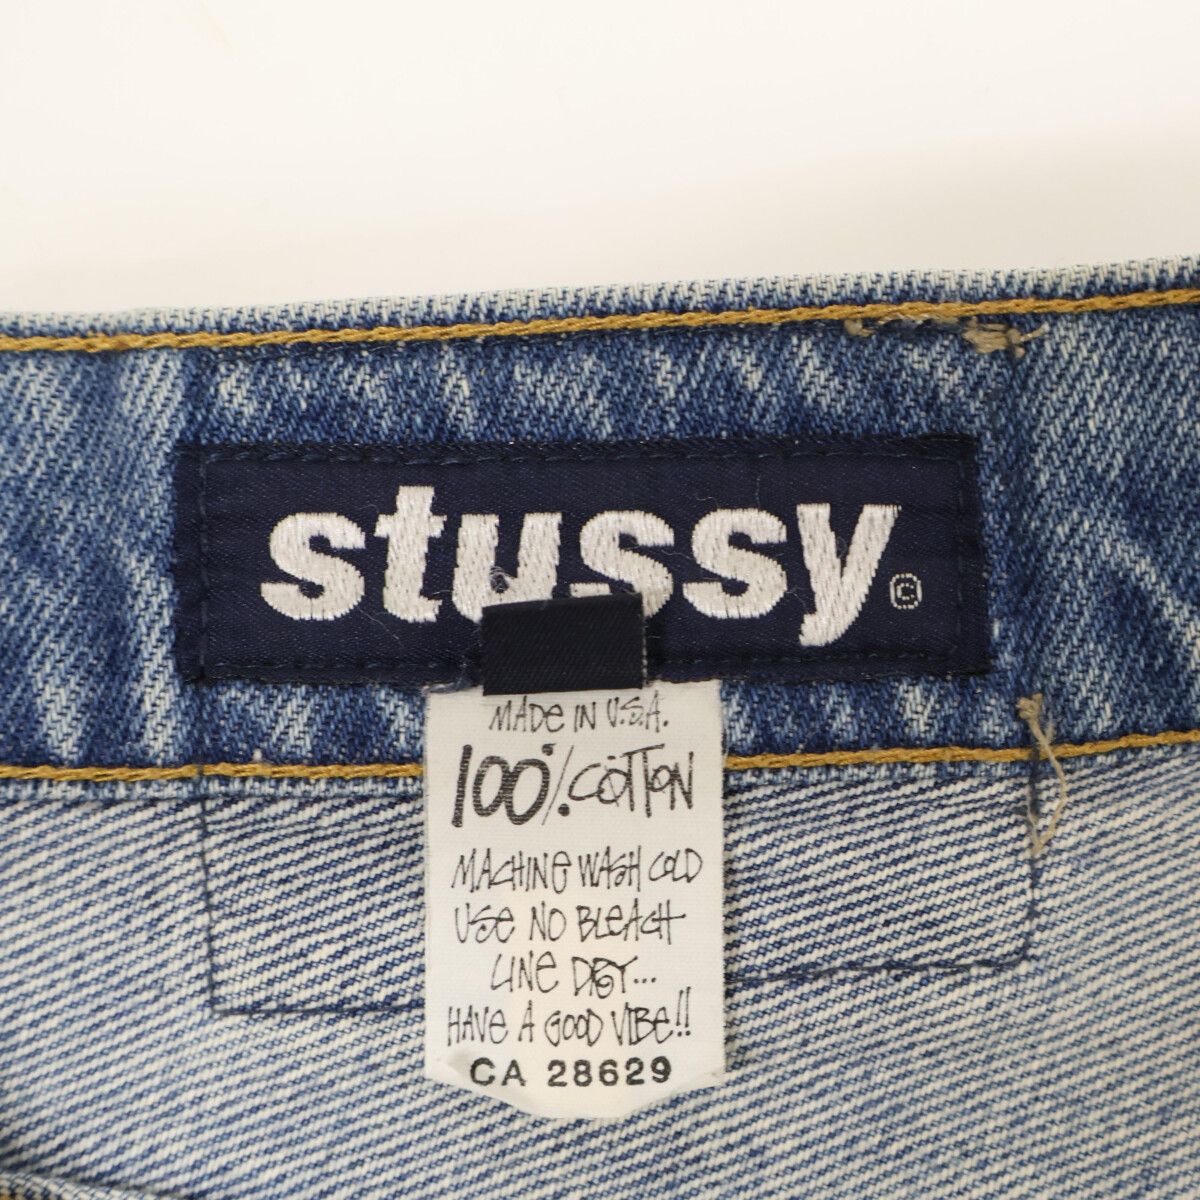 stussy ©
MADE IN U.S.A.
100% COTTON
MACHINE WASH COLD
USE NO BLEACH
LINE DRY...
HAVE A GOOD VIBE!!
CA 28629